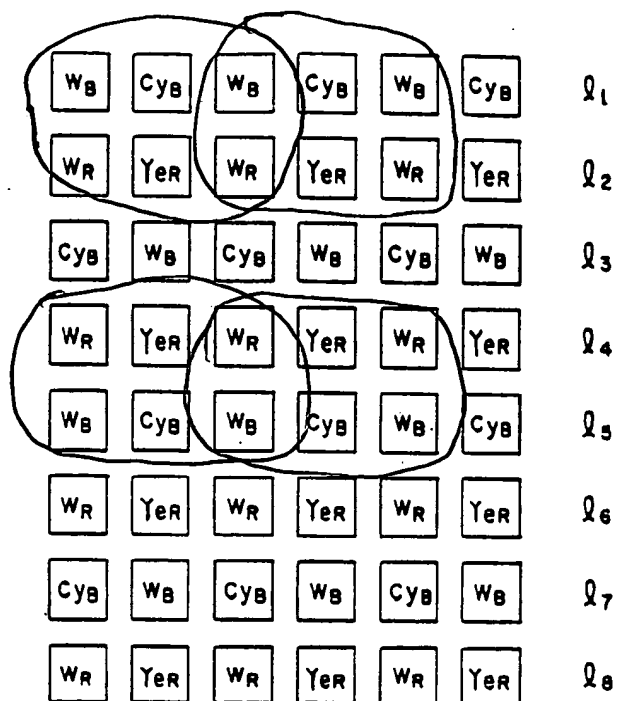 WB CyB WB CyB WB CyB ℓ1
WR YeR WR YeR WR YeR ℓ2
CyB WB CyB WB CyB WB ℓ3
WR YeR WR YeR WR YeR ℓ4
WB CyB WB CyB WB CyB ℓ5
WR YeR WR YeR WR YeR ℓ6
CyB WB CyB WB CyB WB ℓ7
WR YeR WR YeR WR YeR ℓ8